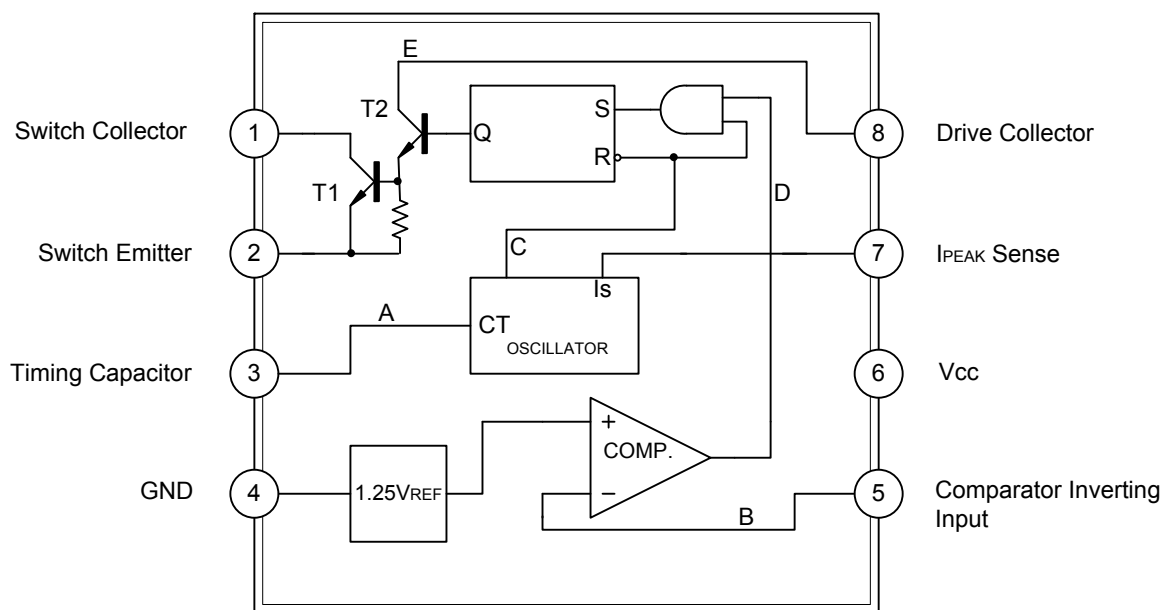 E
T2
S
Switch Collector
1
Q
8
Drive Collector
R
T1
D
C
Switch Emitter
2
7
IPEAK Sense
Is
A
CT
OSCILLATOR
Timing Capacitor
3
6
Vcc
+
COMP.
GND
4
1.25VREF
−
5
Comparator Inverting
Input
B